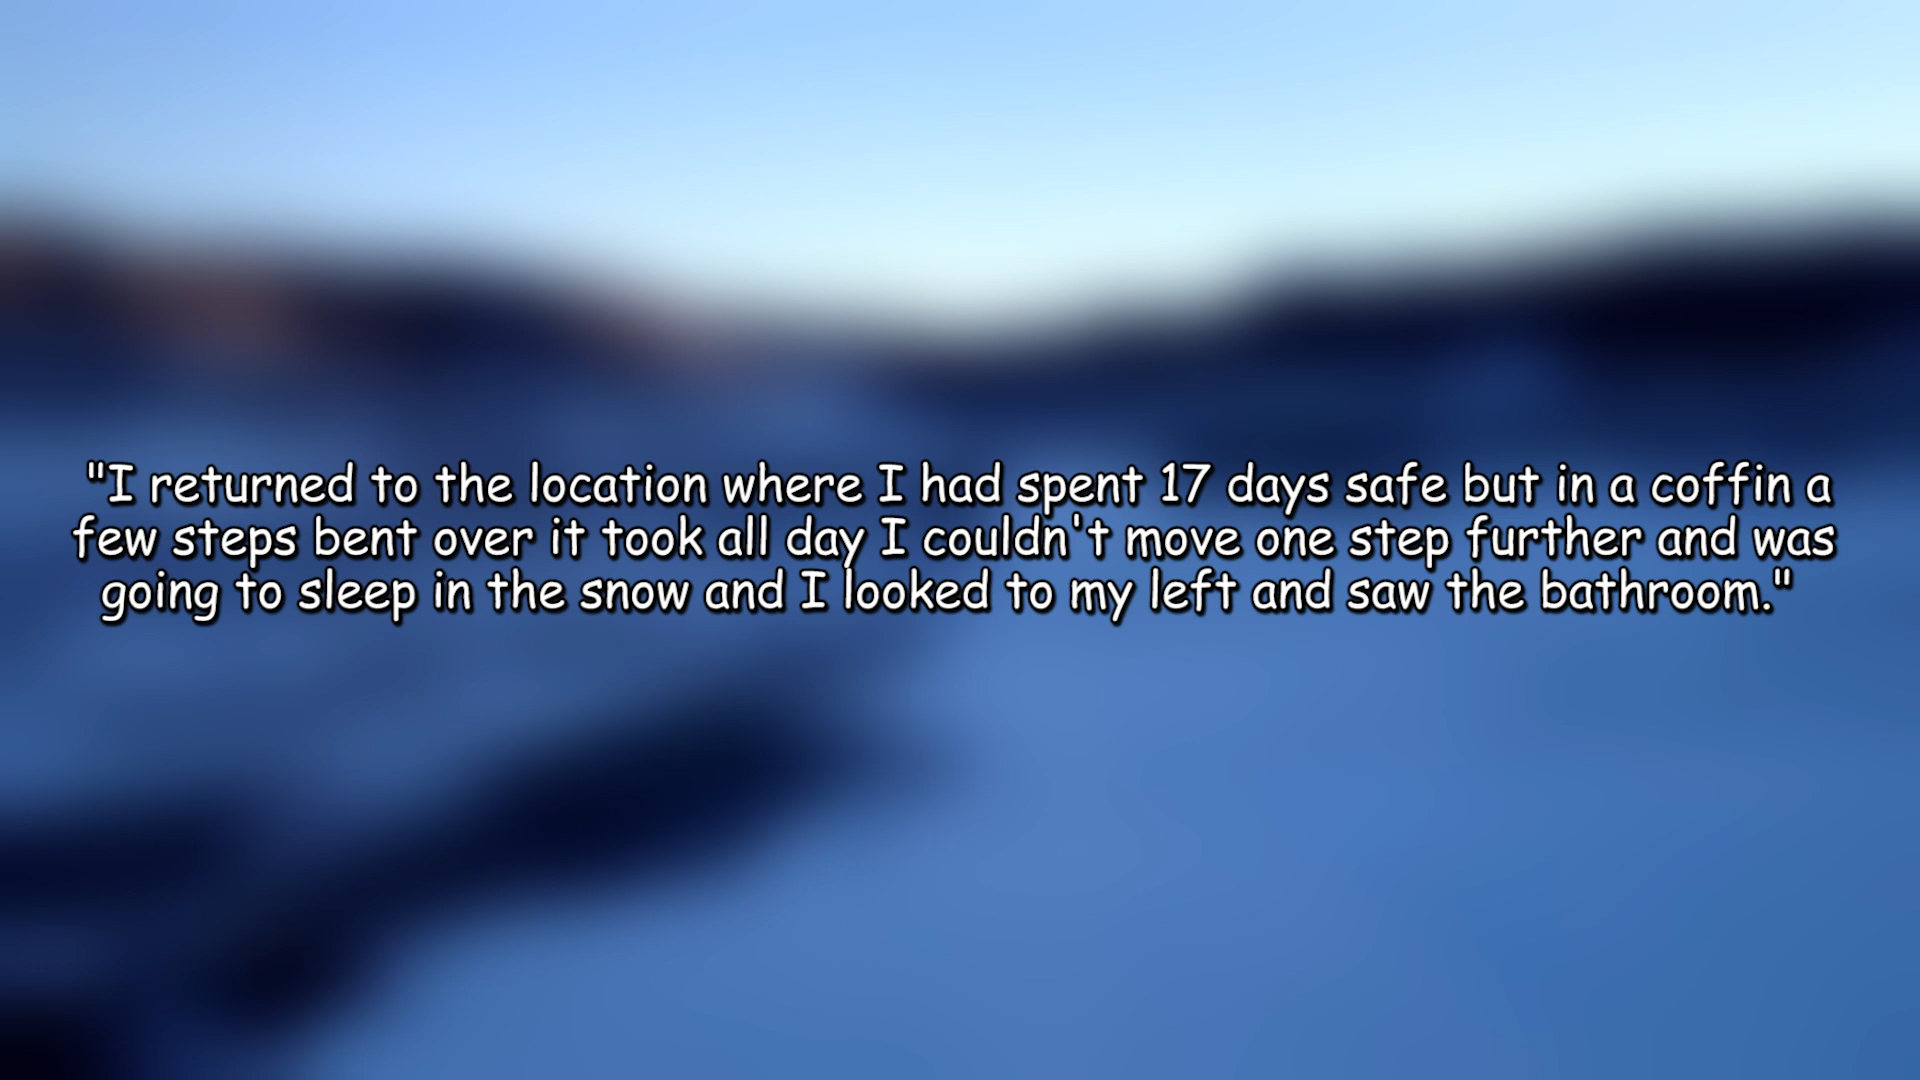 "I returned to the location where I had spent 17 days safe but in a coffin a
few steps bent over it took all day I couldn't move one step further and was
going to sleep in the snow and I looked to my left and saw the bathroom."